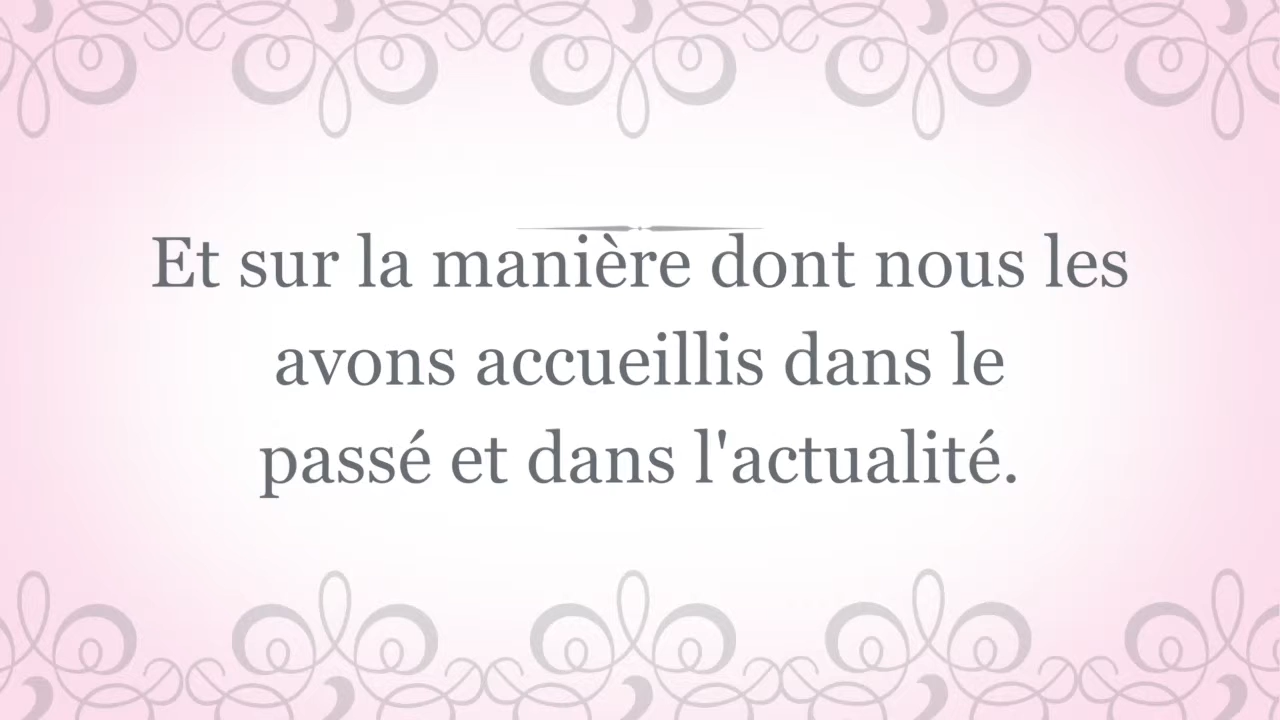 Et sur la manière dont nous les
avons accueillis dans le
passé et dans l'actualité.